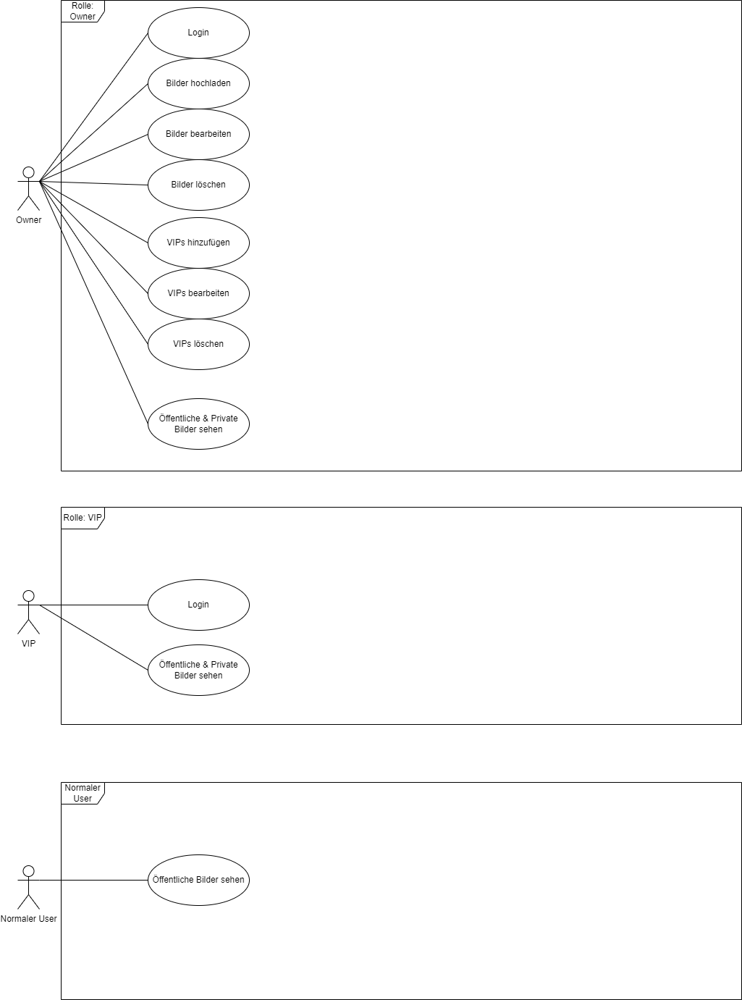 Rolle:
Owner
Login
Bilder hochladen
Bilder bearbeiten
Bilder löschen
Owner
VIPs hinzufügen
VIPs bearbeiten
VIPs löschen
Öffentliche & Private
Bilder sehen
Rolle: VIP
Login
VIP
Öffentliche & Private
Bilder sehen
Normaler
User
Öffentliche Bilder sehen
Normaler User